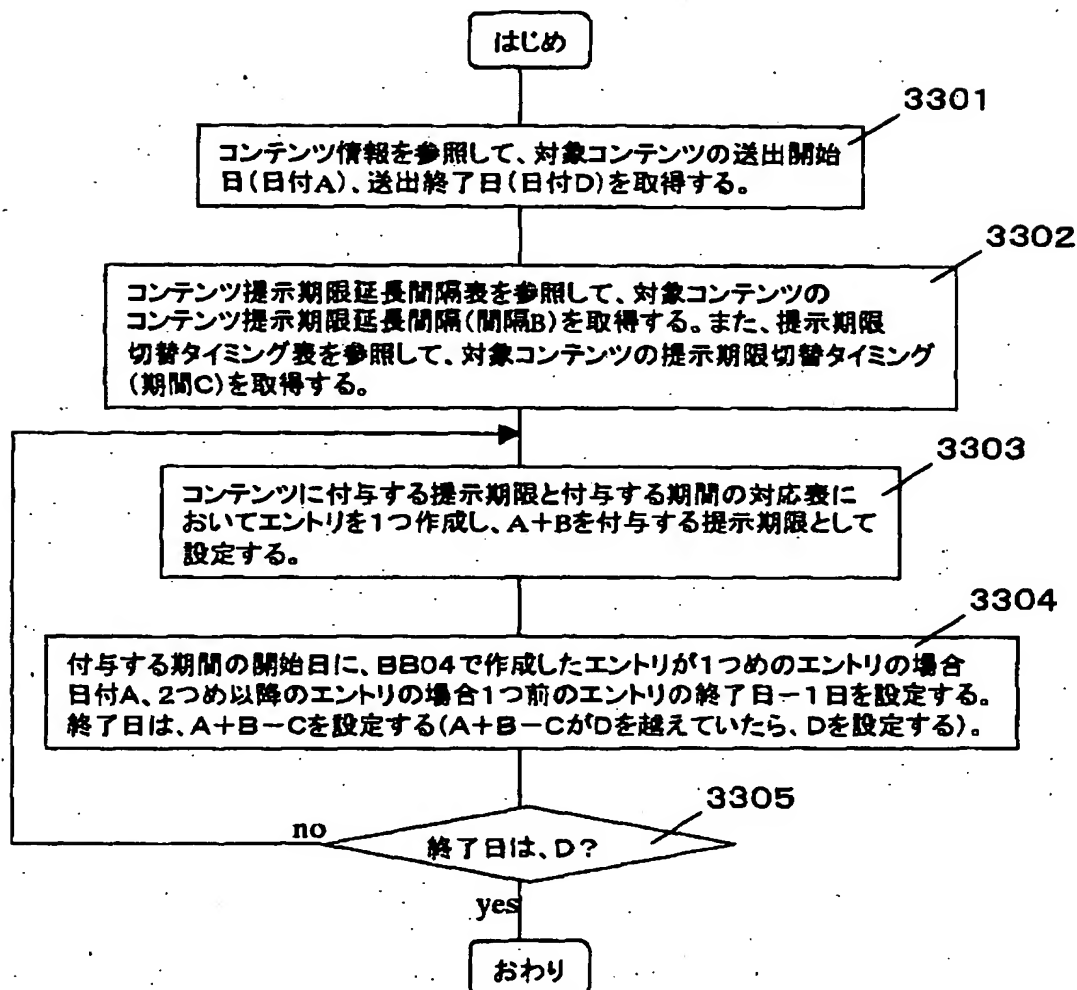 はじめ
3301
コンテンツ情報を参照して、対象コンテンツの送出開始
日(日付A)、送出終了日(日付D)を取得する。
3302
コンテンツ提示期限延長間隔表を参照して、対象コンテンツの
コンテンツ提示期限延長間隔(間隔B)を取得する。また、提示期限
切替タイミング表を参照して、対象コンテンツの提示期限切替タイミング
(期間C)を取得する。
3303
コンテンツに付与する提示期限と付与する期間の対応表に
おいてエントリを1つ作成し、A+Bを付与する提示期限として
設定する。
3304
付与する期間の開始日に、BB04で作成したエントリが1つめのエントリの場合
日付A、2つめ以降のエントリの場合1つ前のエントリの終了日−1日を設定する。
終了日は、A+B−Cを設定する(A+B−CがDを越えていたら、Dを設定する)。
3305
終了日は、D?
no
yes
おわり